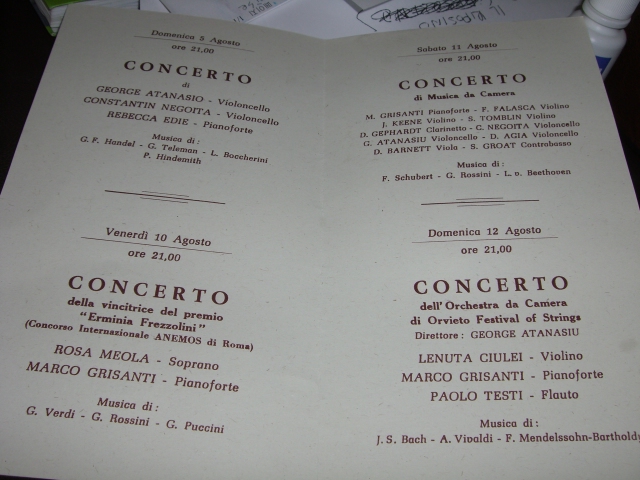 Domenica 5 Agosto
ore 21,00
CONCERTO
di
GEORGE ATANASIO - Violoncello
CONSTANTIN NEGOITA - Violoncello
REBECCA EDIE - Pianoforte
Musica di:
G. F. Handel - G. Teleman - L. Boccherini
P. Hindemith
Venerdì 10 Agosto
ore 21,00
CONCERTO
della vincitrice del premio
"Erminia Frezzolini"
(Concorso Internazionale ANEMOS di Roma)
ROSA MEOLA - Soprano
MARCO GRISANTI - Pianoforte
Musica di:
G. Verdi - G. Rossini - G. Puccini
Sabato 11 Agosto
ore 21,00
CONCERTO
di Musica da Camera
M. GRISANTI Pianoforte - F. FALASCA Violino
J. KEENE Violino - S. TOMBLIN Violino
D. GEPHARDT Clarinetto - C. NEGOITA Violoncello
G. ATANASIU Violoncello - D. AGIA Violoncello
D. BARNETT Viola - S. GROAT Contrabosso
Musica di:
F. Schubert - G. Rossini - L. v. Beethoven
Domenica 12 Agosto
ore 21,00
CONCERTO
dell'Orchestra da Camera
di Orvieto Festival of Strings
Direttore: GEORGE ATANASIU
LENUTA CIULEI - Violino
MARCO GRISANTI - Pianoforte
PAOLO TESTI - Flauto
Musica di:
J. S. Bach - A. Vivaldi - F. Mendelssohn-Bartholdy